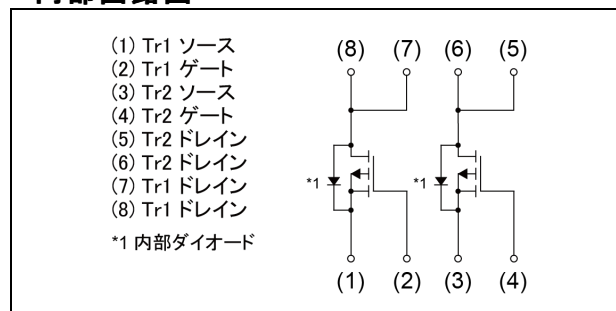 内部回路図
(1) Tr1 ソース
(2) Tr1 ゲート
(3) Tr2 ソース
(4) Tr2 ゲート
(5) Tr2 ドレイン
(6) Tr2 ドレイン
(7) Tr1 ドレイン
(8) Tr1 ドレイン
*1 内部ダイオード
(8) (7) (6) (5)
*1 *1
(1) (2) (3) (4)